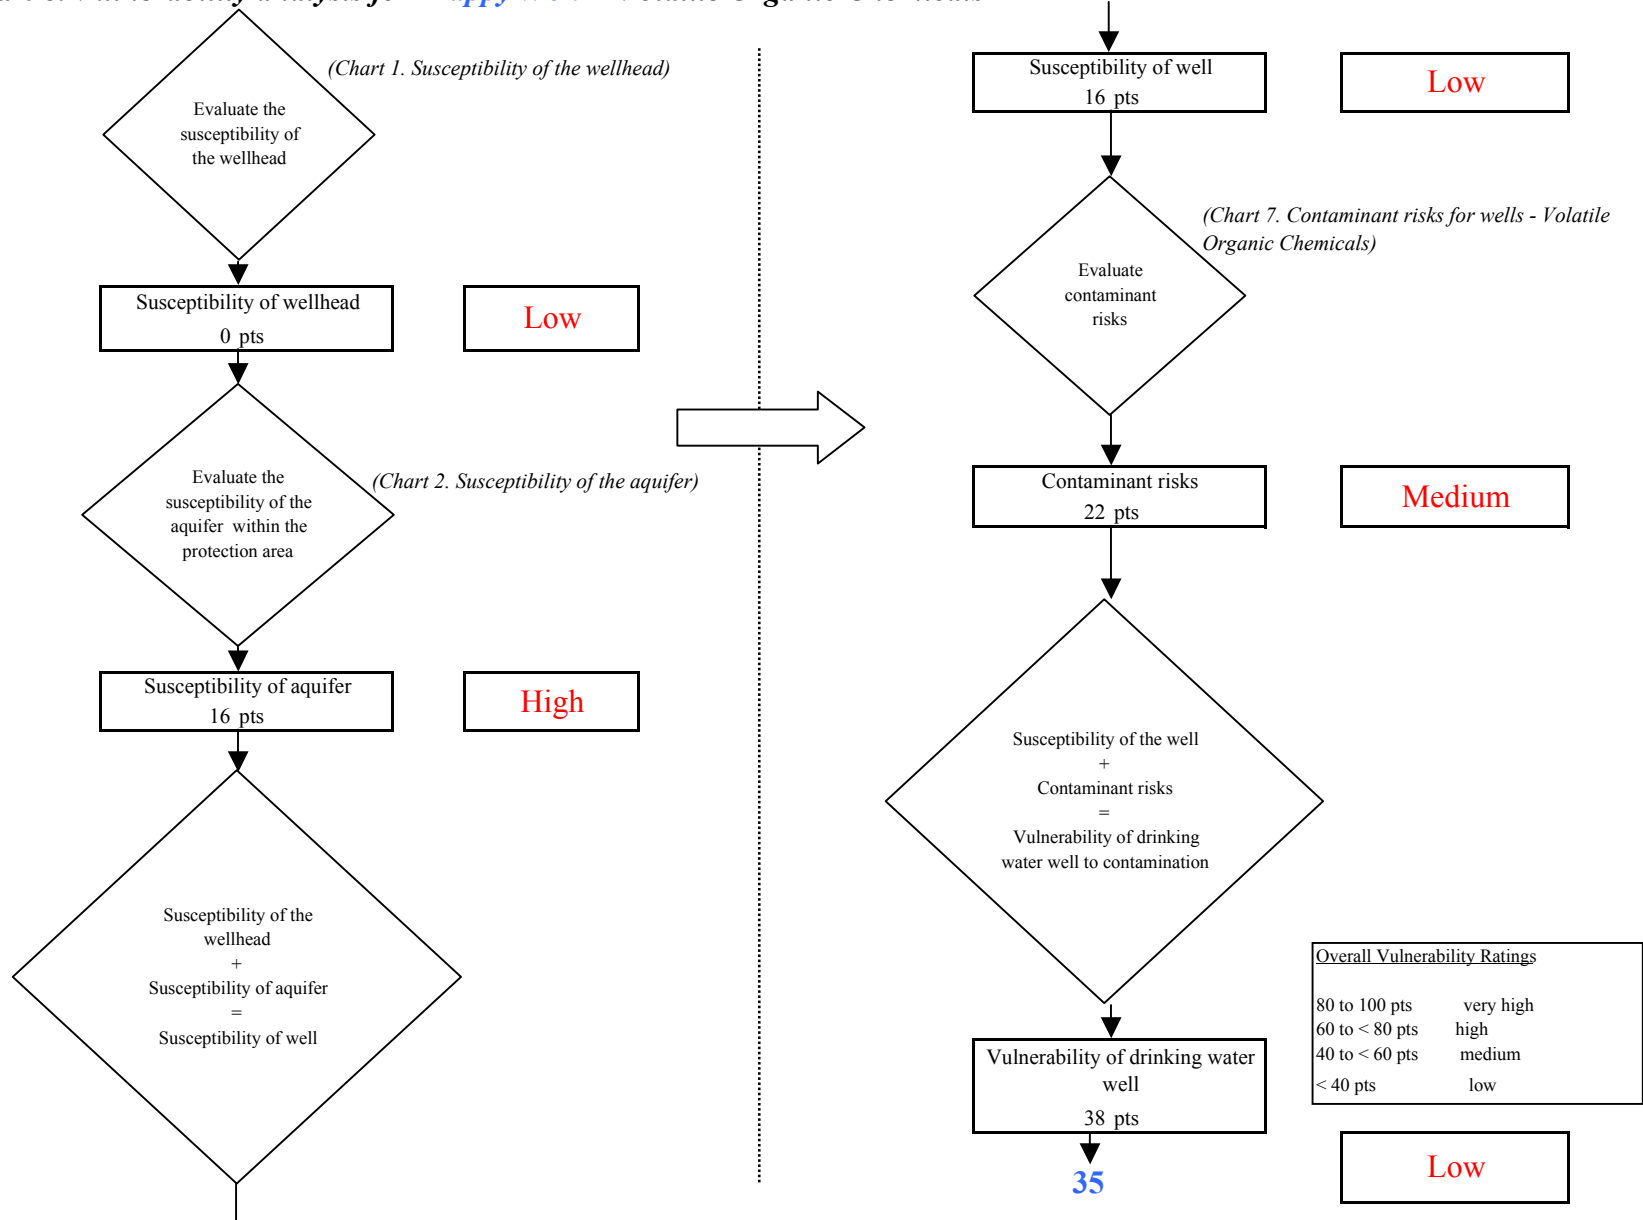 (Chart 1. Susceptibility of the wellhead)
Evaluate the
susceptibility of
the wellhead
Susceptibility of wellhead
0 pts
Low
Evaluate the
susceptibility of the
aquifer within the
protection area
(Chart 2. Susceptibility of the aquifer)
Susceptibility of aquifer
16 pts
High
Susceptibility of the
wellhead
+
Susceptibility of aquifer
=
Susceptibility of well
Susceptibility of well
16 pts
Low
(Chart 7. Contaminant risks for wells - Volatile
Organic Chemicals)
Evaluate
contaminant
risks
Contaminant risks
22 pts
Medium
Susceptibility of the well
+
Contaminant risks
=
Vulnerability of drinking
water well to contamination
Overall Vulnerability Ratings
80 to 100 pts very high
60 to < 80 pts high
40 to < 60 pts medium
< 40 pts low
Vulnerability of drinking water
well
38 pts
35
Low